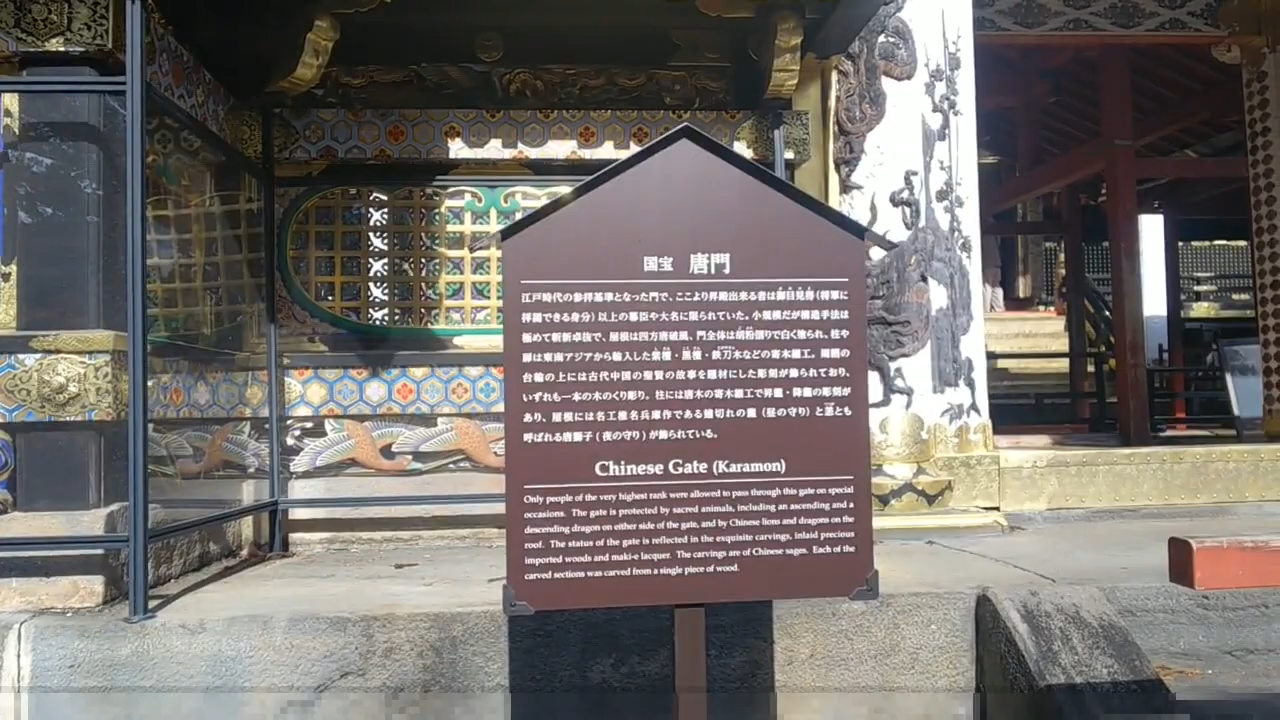 国宝 唐門
江戸時代の参拝基準となった門で、ここより昇殿出来る者は御目見得(将軍に
拝謁できる身分)以上の幕臣や大名に限られていた。小規模だが構造手法は
極めて斬新卓抜で、屋根は四方唐破風、門全体は胡粉摺りで白く塗られ、柱や
扉は東南アジアから輸入した紫檀・黒檀・鉄刀木などの寄木細工。周囲の
台輪の上には古代中国の聖賢の故事を題材にした彫刻が飾られており、
いずれも一本の木のくり彫り。柱には唐木の寄木細工で昇龍・降龍の彫刻が
あり、屋根には名工椎名兵庫作である鰭切れの龍(昼の守り)と恙とも
呼ばれる唐獅子(夜の守り)が飾られている。
Chinese Gate (Karamon)
Only people of the very highest rank were allowed to pass through this gate on special
occasions. The gate is protected by sacred animals, including an ascending and a
descending dragon on either side of the gate, and by Chinese lions and dragons on the
roof. The status of the gate is reflected in the exquisite carvings, inlaid precious
imported woods and maki-e lacquer. The carvings are of Chinese sages. Each of the
carved sections was carved from a single piece of wood.